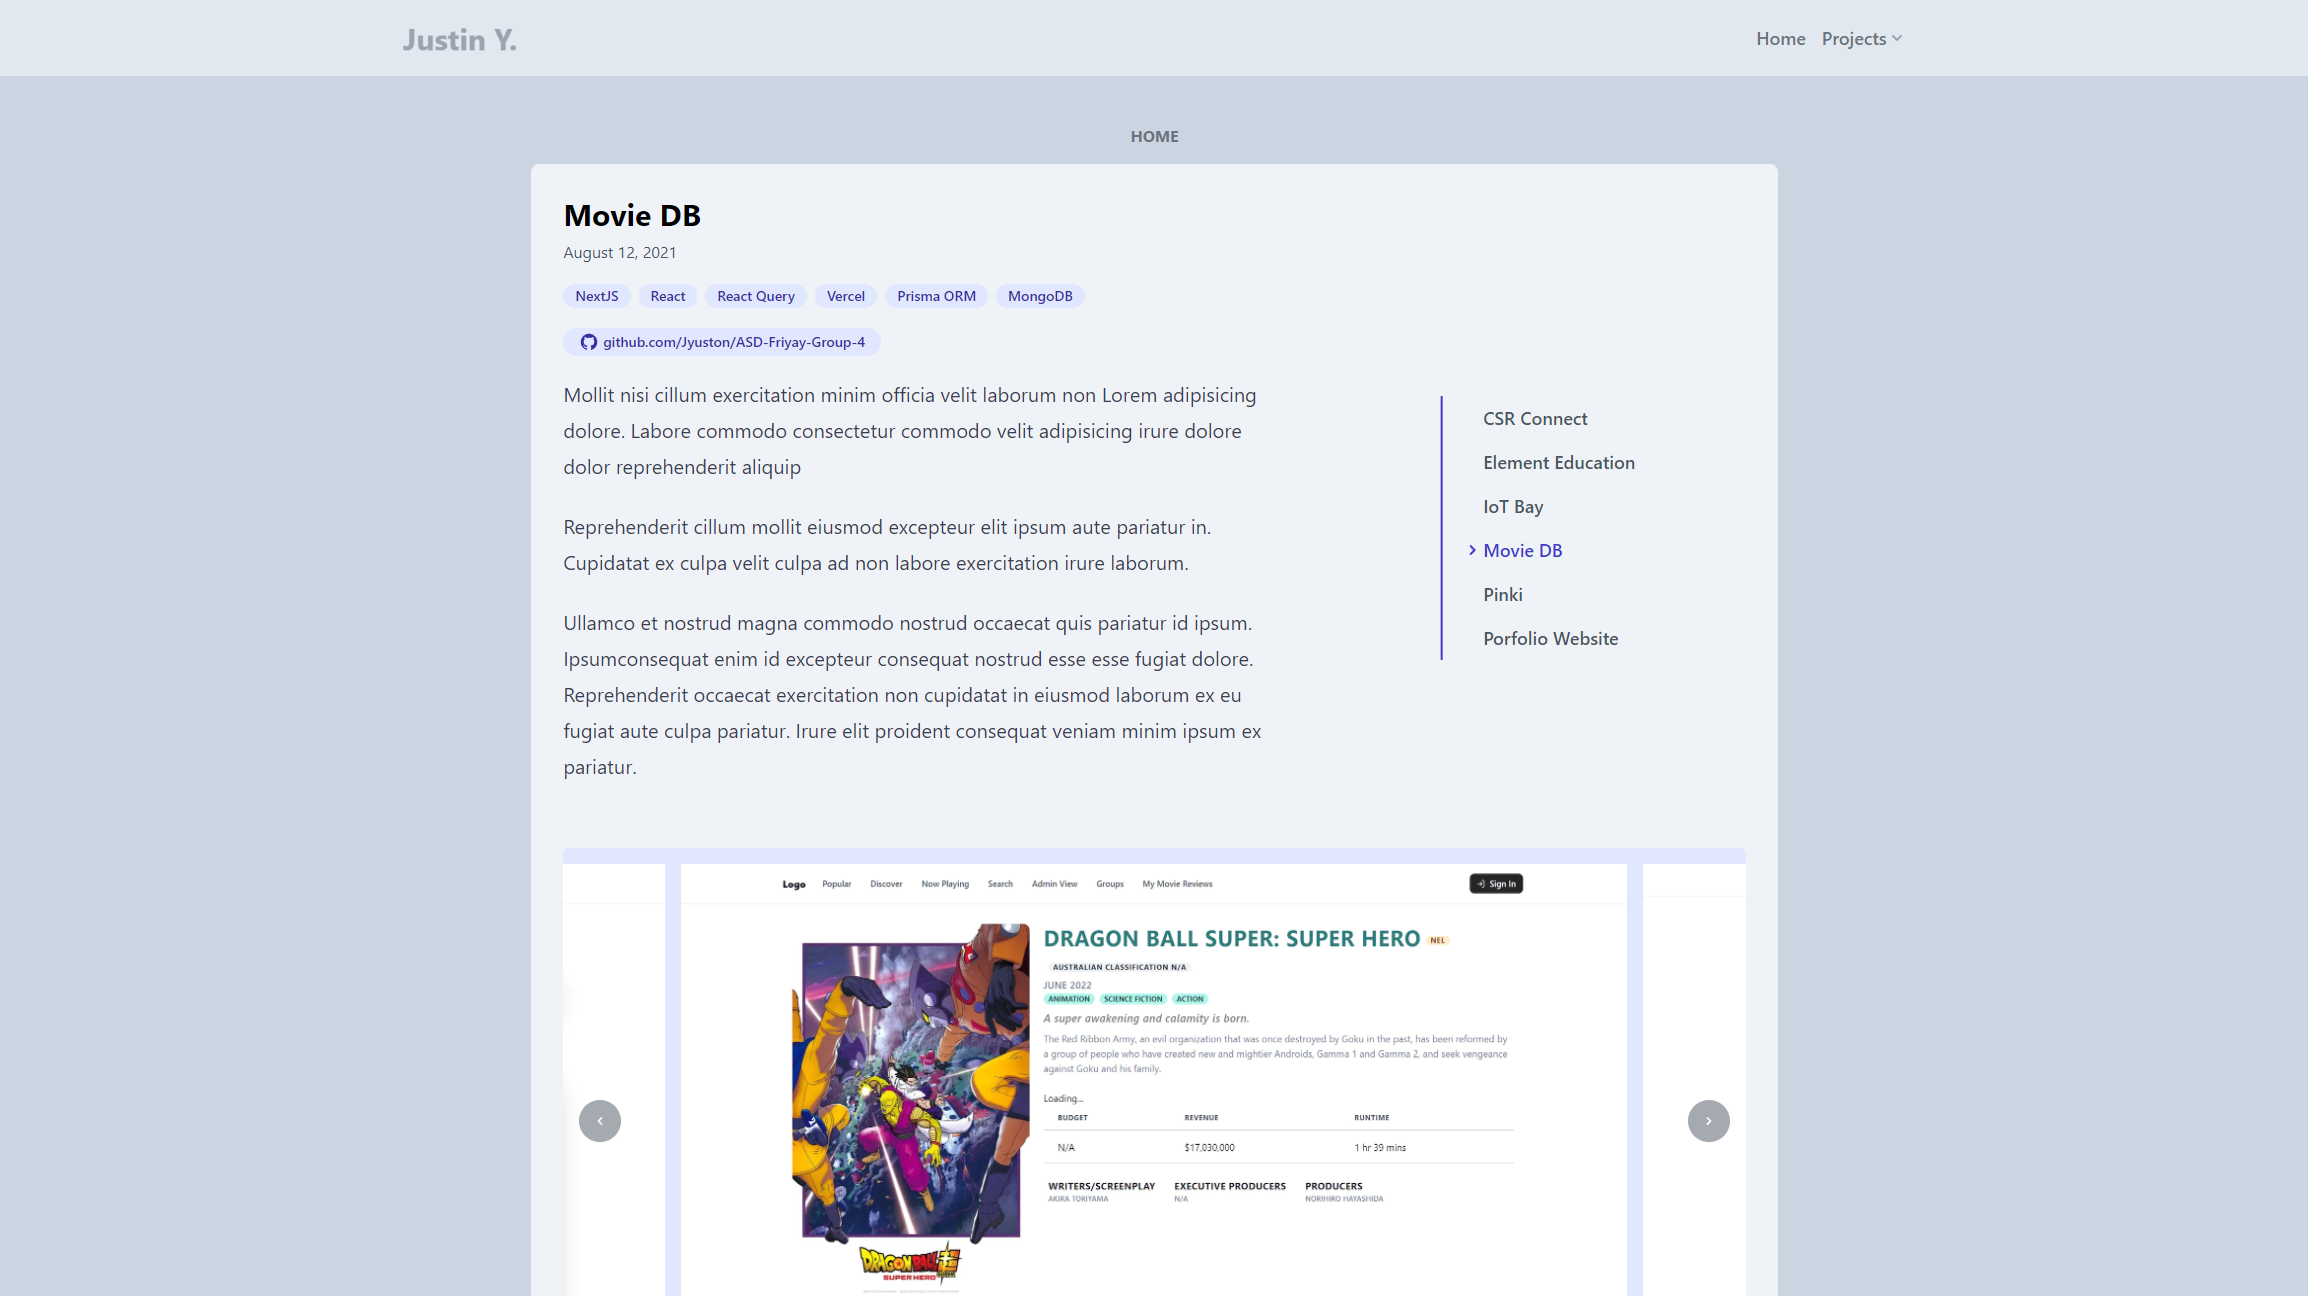 Justin Y.
Home Projects
HOME
Movie DB
August 12, 2021
NextJS React React Query Vercel Prisma ORM MongoDB
github.com/Jyuston/ASD-Friyay-Group-4
Mollit nisi cillum exercitation minim officia velit laborum non Lorem adipisicing
dolore. Labore commodo consectetur commodo velit adipisicing irure dolore
dolor reprehenderit aliquip
Reprehenderit cillum mollit eiusmod excepteur elit ipsum aute pariatur in.
Cupidatat ex culpa velit culpa ad non labore exercitation irure laborum.
Ullamco et nostrud magna commodo nostrud occaecat quis pariatur id ipsum.
Ipsumconsequat enim id excepteur consequat nostrud esse esse fugiat dolore.
Reprehenderit occaecat exercitation non cupidatat in eiusmod laborum ex eu
fugiat aute culpa pariatur. Irure elit proident consequat veniam minim ipsum ex
pariatur.
CSR Connect
Element Education
IoT Bay
Movie DB
Pinki
Porfolio Website
Logo Popular Discover Now Playing Search Admin View Groups My Movie Reviews Sign In
DRAGON BALL SUPER: SUPER HERO NEL
AUSTRALIAN CLASSIFICATION N/A
JUNE 2022
ANIMATION SCIENCE FICTION ACTION
A super awakening and calamity is born.
The Red Ribbon Army, an evil organization that was once destroyed by Goku in the past, has been reformed by
a group of people who have created new and mightier Androids, Gamma 1 and Gamma 2, and seek vengeance
against Goku and his family.
Loading...
BUDGET REVENUE RUNTIME
N/A $17,030,000 1 hr 39 mins
WRITERS/SCREENPLAY EXECUTIVE PRODUCERS PRODUCERS
AKIRA TORIYAMA N/A NORIHIRO HAYASHIDA
DRAGONBALL超
SUPER HERO